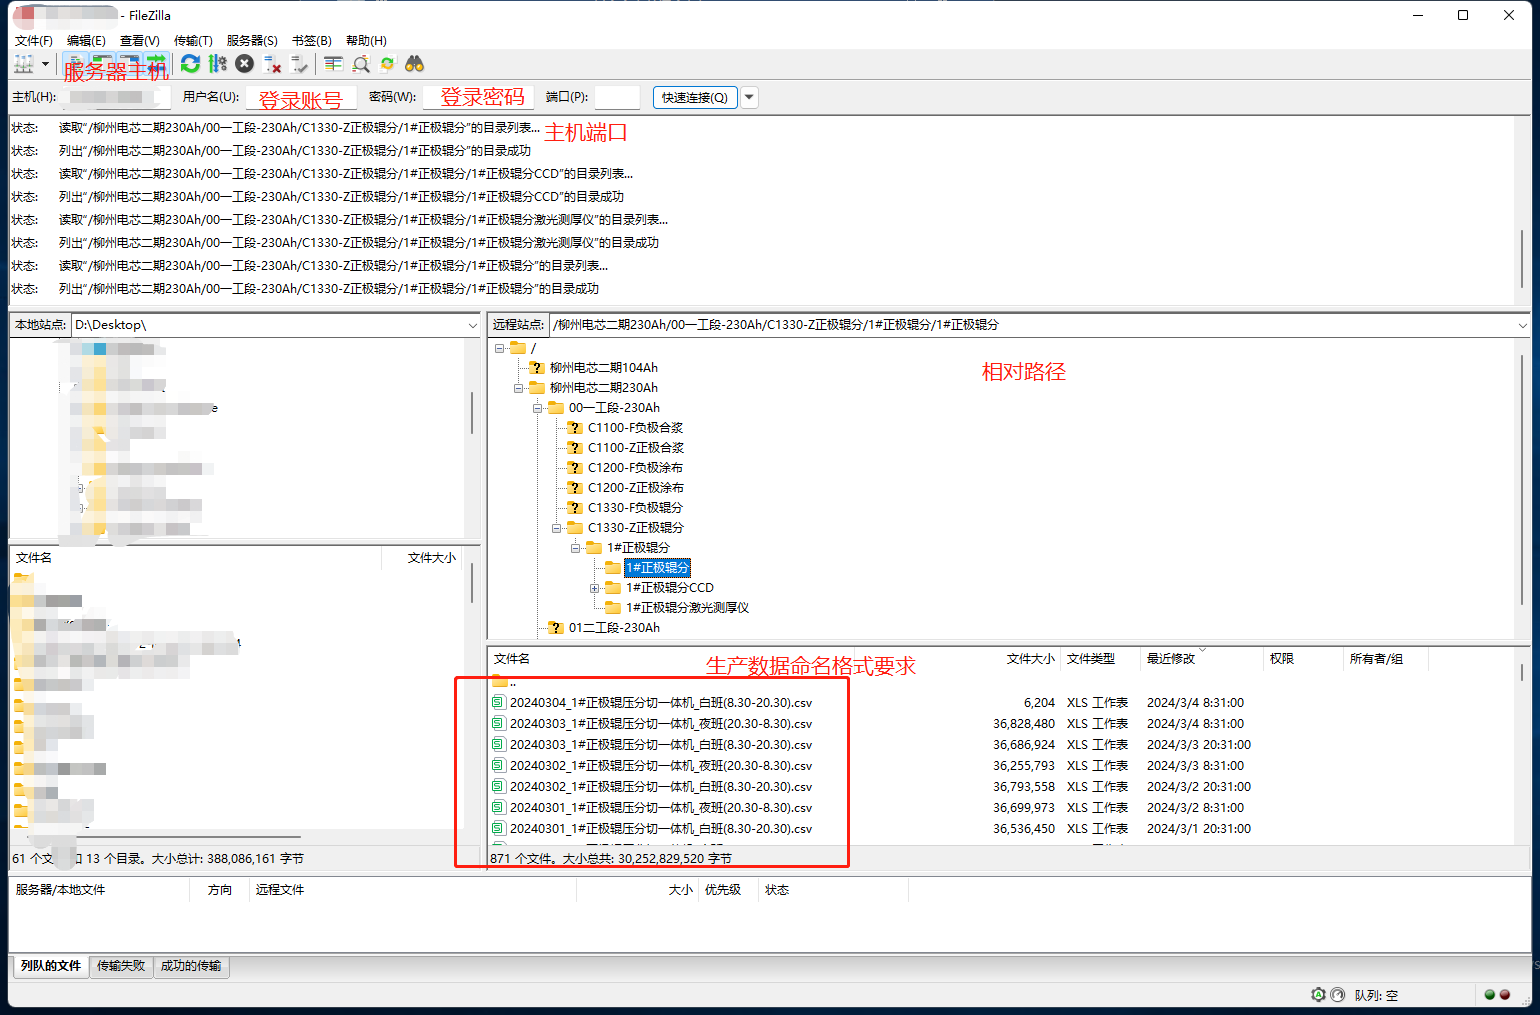 - FileZilla
文件(F) 编辑(E) 查看(V) 传输(T) 服务器(S) 书签(B) 帮助(H)
服务器主机
主机(H): 用户名(U): 登录账号 密码(W): 登录密码 端口(P): 快速连接(Q)
主机端口
状态: 读取"/柳州电芯二期230Ah/00一工段-230Ah/C1330-Z正极辊分/1#正极辊分"的目录列表...
状态: 列出"/柳州电芯二期230Ah/00一工段-230Ah/C1330-Z正极辊分/1#正极辊分"的目录成功
状态: 读取"/柳州电芯二期230Ah/00一工段-230Ah/C1330-Z正极辊分/1#正极辊分/1#正极辊分CCD"的目录列表...
状态: 列出"/柳州电芯二期230Ah/00一工段-230Ah/C1330-Z正极辊分/1#正极辊分/1#正极辊分CCD"的目录成功
状态: 读取"/柳州电芯二期230Ah/00一工段-230Ah/C1330-Z正极辊分/1#正极辊分/1#正极辊分激光测厚仪"的目录列表...
状态: 列出"/柳州电芯二期230Ah/00一工段-230Ah/C1330-Z正极辊分/1#正极辊分/1#正极辊分激光测厚仪"的目录成功
状态: 读取"/柳州电芯二期230Ah/00一工段-230Ah/C1330-Z正极辊分/1#正极辊分/1#正极辊分"的目录列表...
状态: 列出"/柳州电芯二期230Ah/00一工段-230Ah/C1330-Z正极辊分/1#正极辊分/1#正极辊分"的目录成功
本地站点: D:\Desktop\
远程站点: /柳州电芯二期230Ah/00一工段-230Ah/C1330-Z正极辊分/1#正极辊分/1#正极辊分
/
柳州电芯二期104Ah
相对路径
柳州电芯二期230Ah
00一工段-230Ah
C1100-F负极合浆
C1100-Z正极合浆
C1200-F负极涂布
C1200-Z正极涂布
C1330-F负极辊分
C1330-Z正极辊分
1#正极辊分
1#正极辊分
1#正极辊分CCD
1#正极辊分激光测厚仪
01二工段-230Ah
文件名 文件大小
61 个文 13 个目录。大小总计: 388,086,161 字节
文件名 文件大小 文件类型 最近修改 权限 所有者/组
生产数据命名格式要求
..
20240304_1#正极辊压分切一体机_白班(8.30-20.30).csv 6,204 XLS 工作表 2024/3/4 8:31:00
20240303_1#正极辊压分切一体机_夜班(20.30-8.30).csv 36,828,480 XLS 工作表 2024/3/4 8:31:00
20240303_1#正极辊压分切一体机_白班(8.30-20.30).csv 36,686,924 XLS 工作表 2024/3/3 20:31:00
20240302_1#正极辊压分切一体机_夜班(20.30-8.30).csv 36,255,793 XLS 工作表 2024/3/3 8:31:00
20240302_1#正极辊压分切一体机_白班(8.30-20.30).csv 36,793,558 XLS 工作表 2024/3/2 20:31:00
20240301_1#正极辊压分切一体机_夜班(20.30-8.30).csv 36,699,973 XLS 工作表 2024/3/2 8:31:00
20240301_1#正极辊压分切一体机_白班(8.30-20.30).csv 36,536,450 XLS 工作表 2024/3/1 20:31:00
871 个文件。大小总共: 30,252,829,520 字节
服务器/本地文件 方向 远程文件 大小 优先级 状态
列队的文件 传输失败 成功的传输
队列: 空